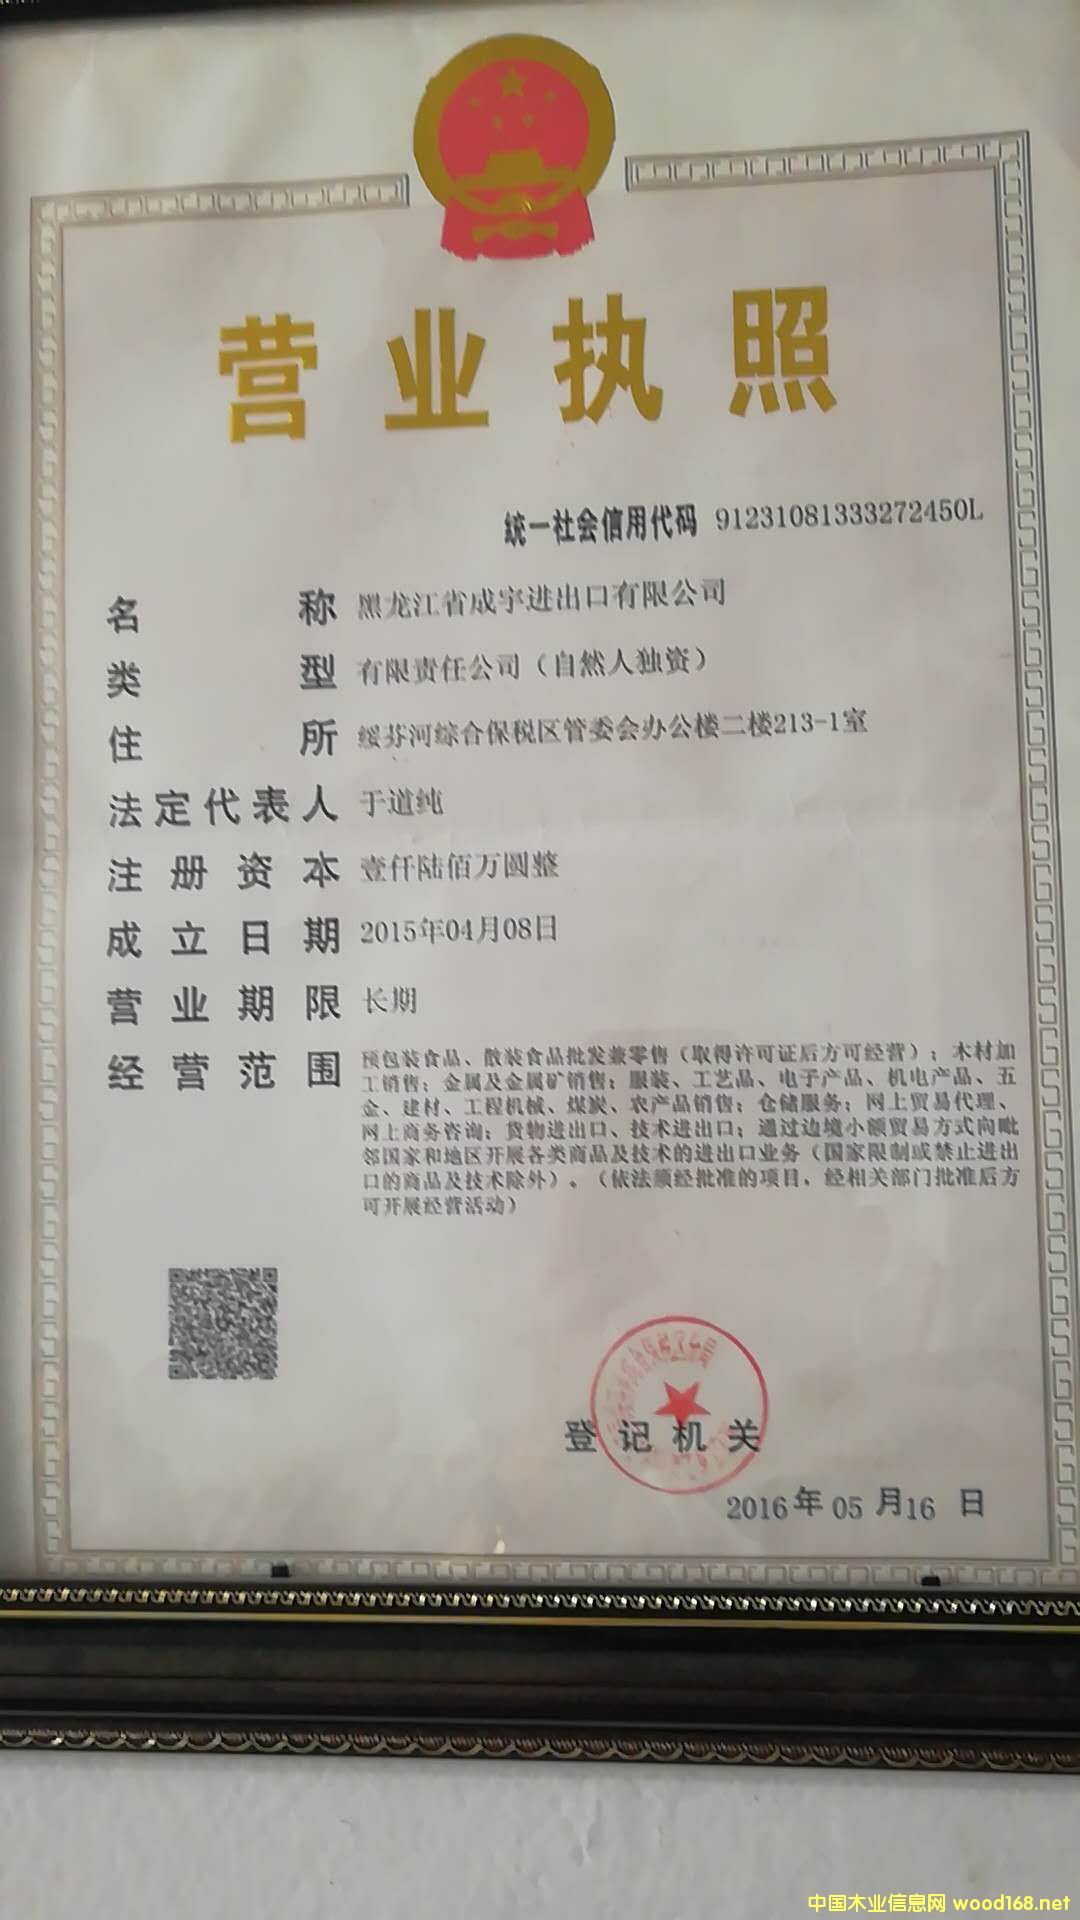 营业执照
统一社会信用代码 91231081333272450L
名称 黑龙江省成宇进出口有限公司
类型 有限责任公司（自然人独资）
住所 绥芬河综合保税区管委会办公楼二楼213-1室
法定代表人 于道纯
注册资本 壹仟陆佰万圆整
成立日期 2015年04月08日
营业期限 长期
经营范围 预包装食品、散装食品批发兼零售（取得许可证后方可经营）；木材加
工销售；金属及金属矿销售；服装、工艺品、电子产品、机电产品、五
金、建材、工程机械、煤炭、农产品销售；仓储服务；网上贸易代理、
网上商务咨询；货物进出口、技术进出口；通过边境小额贸易方式向毗
邻国家和地区开展各类商品及技术的进出口业务（国家限制或禁止进出
口的商品及技术除外）。（依法须经批准的项目，经相关部门批准后方
可开展经营活动）
登记机关
2016年05月16日
中国木业信息网 wood168.net